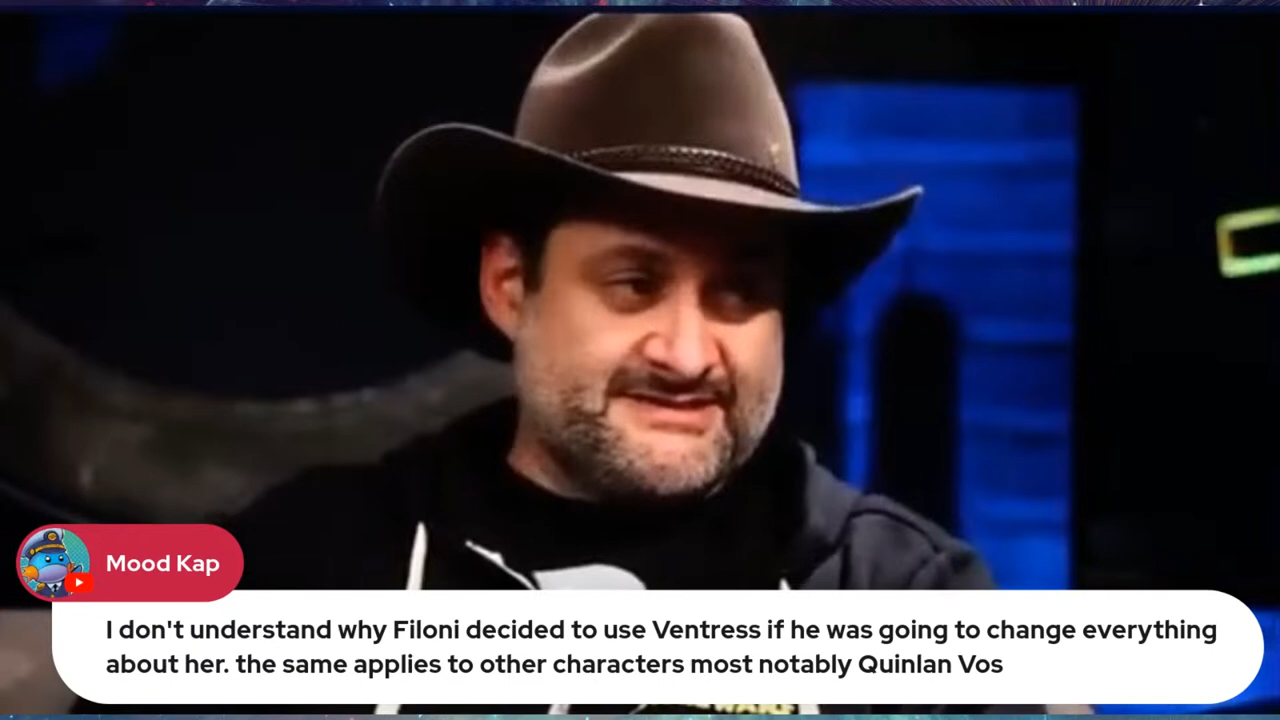 Mood Kap
I don't understand why Filoni decided to use Ventress if he was going to change everything
about her. the same applies to other characters most notably Quinlan Vos